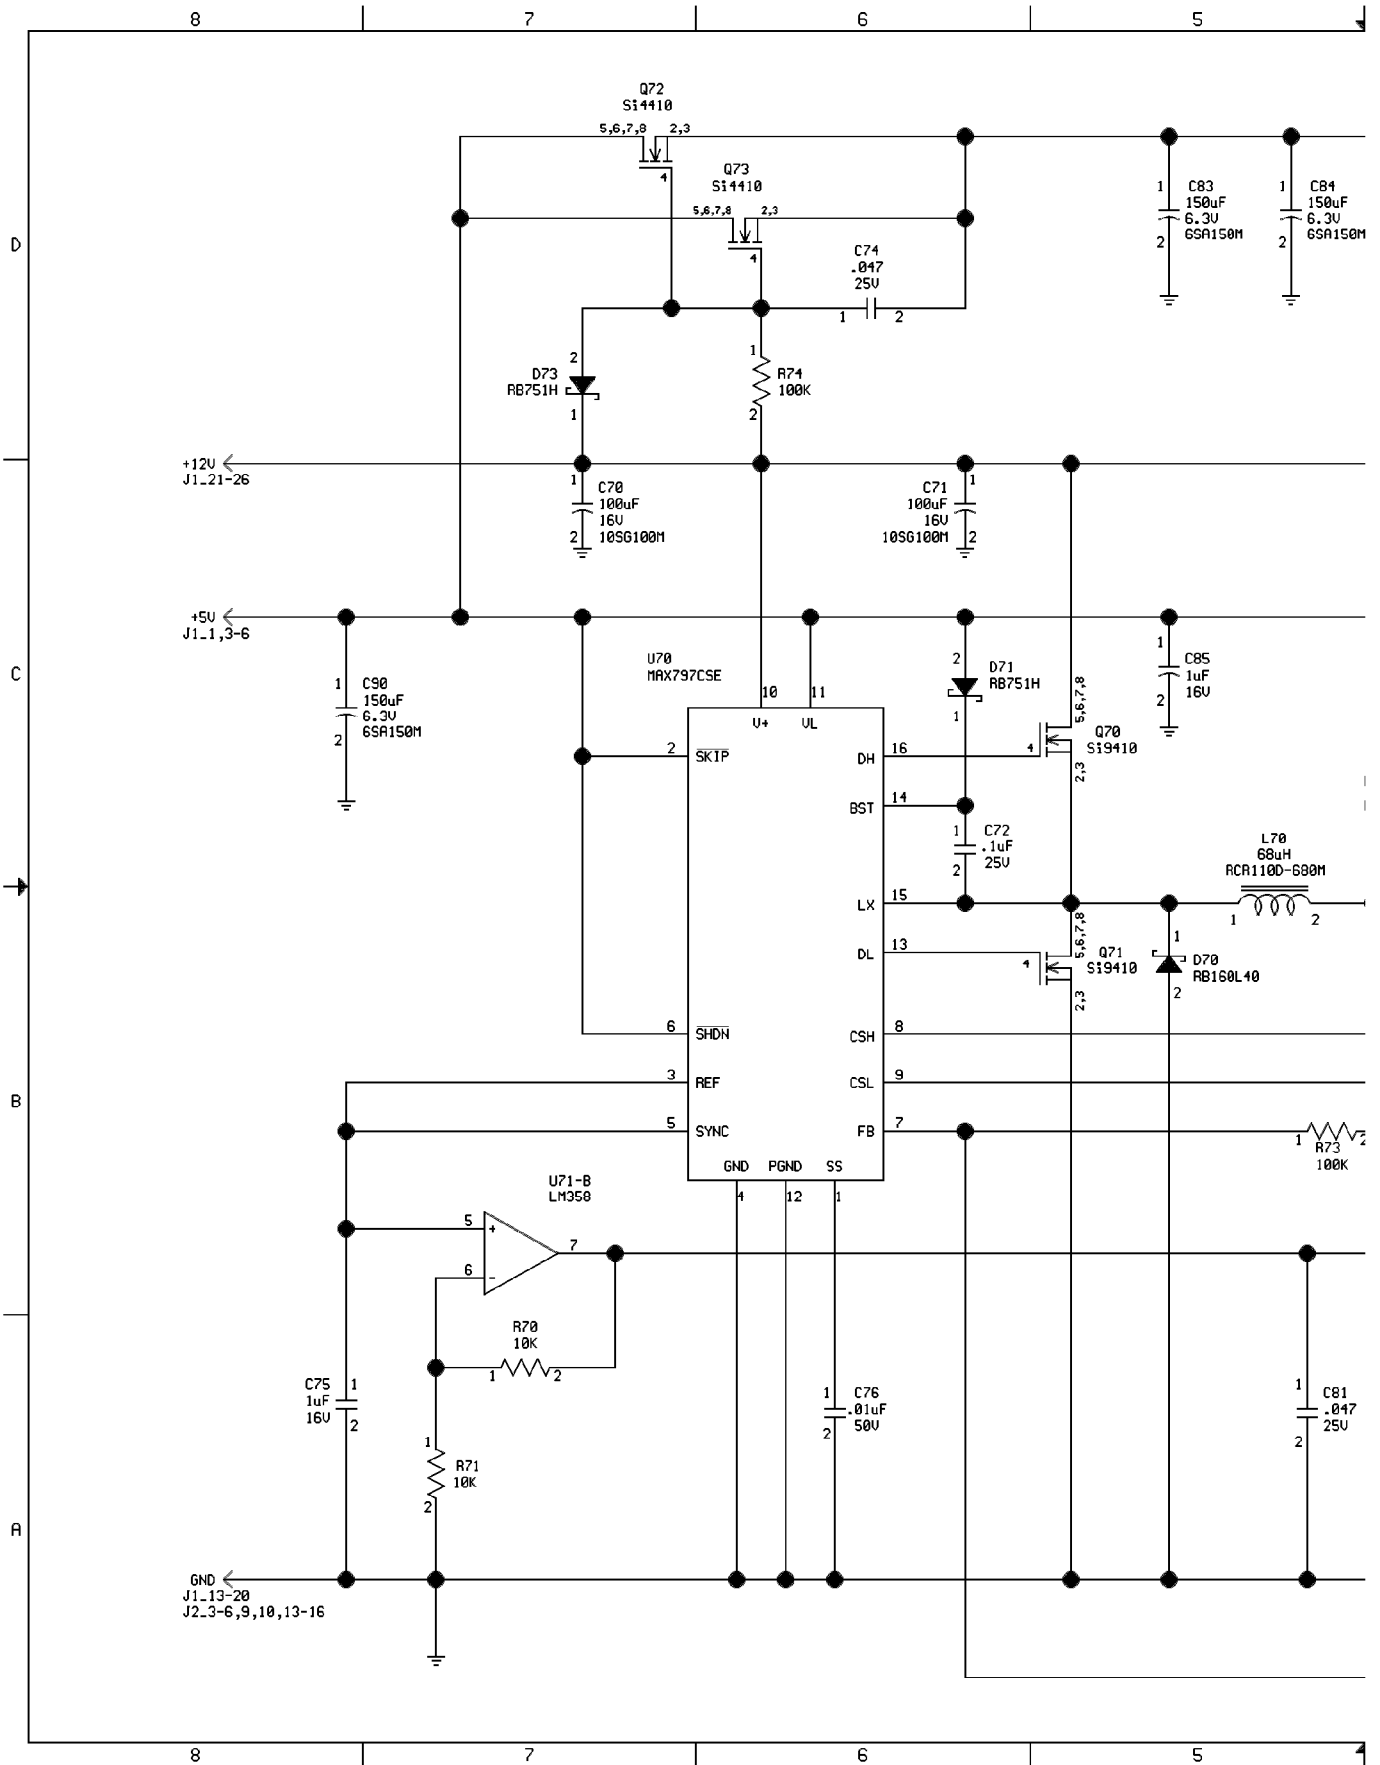 8 7 6 5
Q72
Si4410
5,6,7,8 2,3
4
Q73
Si4410
5,6,7,8 2,3
4
C74
.047
25V
1 2
1 C83
150uF
6.3V
2 6SA150M
1 C84
150uF
6.3V
2 6SA150M
D
2
D73
RB751H
1
1
R74
100K
2
+12V
J1_21-26
1 C70
100uF
16V
2 10SG100M
C71 1
100uF
16V
10SG100M 2
+5V
J1_1,3-6
C
1 C90
150uF
6.3V
2 6SA150M
U70
MAX797CSE
10 11
V+ VL
2 D71
RB751H
1
1 C85
1uF
2 16V
5,6,7,8
Q70
Si9410
4
2,3
2 SKIP
DH 16
BST 14
1 C72
.1uF
2 25V
L70
68uH
RCR110D-680M
1 2
LX 15
DL 13
5,6,7,8
Q71
Si9410
4
2,3
1
D70
RB160L40
2
6 SHDN
CSH 8
3 REF
CSL 9
B
5 SYNC
FB 7
1 2
R73
100K
GND PGND SS
4 12 1
U71-B
LM358
5 +
7
6 -
R70
10K
1 2
C75 1
1uF
16V 2
1 C76
.01uF
2 50V
1 C81
.047
2 25V
1
R71
10K
2
A
GND
J1_13-20
J2_3-6,9,10,13-16
8 7 6 5